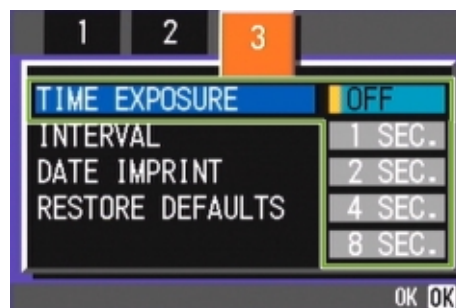 1 2 3
TIME EXPOSURE OFF
INTERVAL 1 SEC.
DATE IMPRINT 2 SEC.
RESTORE DEFAULTS 4 SEC.
8 SEC.
OK OK